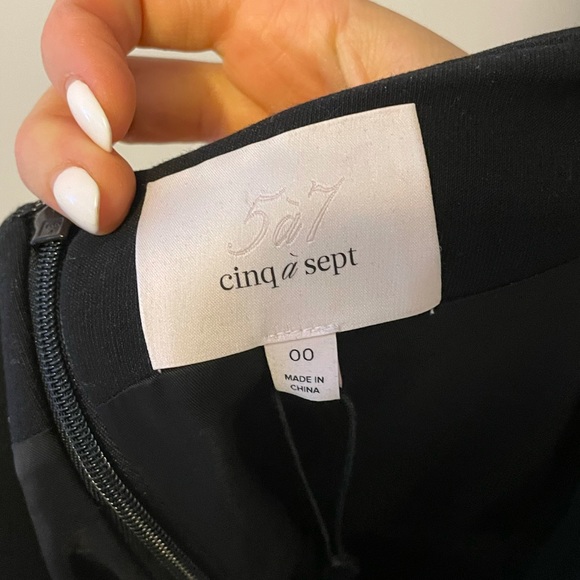 5à7
cinq à sept
00
MADE IN
CHINA